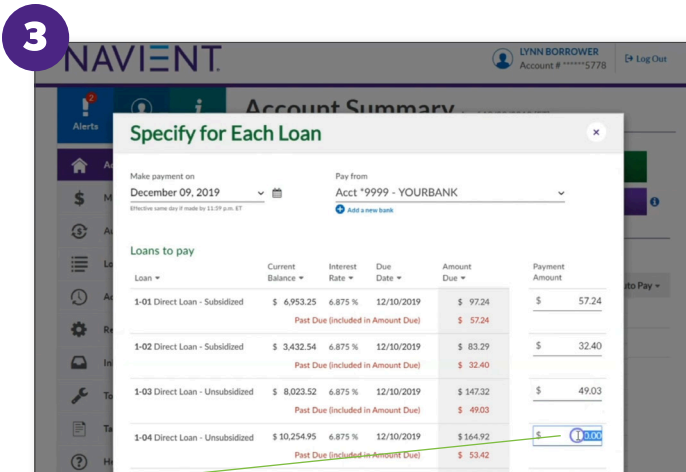 3
NAVIENT.
LYNN BORROWER
Account # ******5778
Log Out
2
Alerts
i
Account Summary
Specify for Each Loan
×
Make payment on
Pay from
December 09, 2019
Acct *9999 - YOURBANK
Effective same day if made by 11:59 p.m. ET
Add a new bank
Loans to pay
Loan Current Balance Interest Rate Due Date Amount Due Payment Amount
1-01 Direct Loan - Subsidized $ 6,953.25 6.875 % 12/10/2019 $ 97.24 $ 57.24
Past Due (included in Amount Due) $ 57.24
1-02 Direct Loan - Subsidized $ 3,432.54 6.875 % 12/10/2019 $ 83.29 $ 32.40
Past Due (included in Amount Due) $ 32.40
1-03 Direct Loan - Unsubsidized $ 8,023.52 6.875 % 12/10/2019 $ 147.32 $ 49.03
Past Due (included in Amount Due) $ 49.03
1-04 Direct Loan - Unsubsidized $ 10,254.95 6.875 % 12/10/2019 $ 164.92 $ 0.00
Past Due (included in Amount Due) $ 53.42
uto Pay